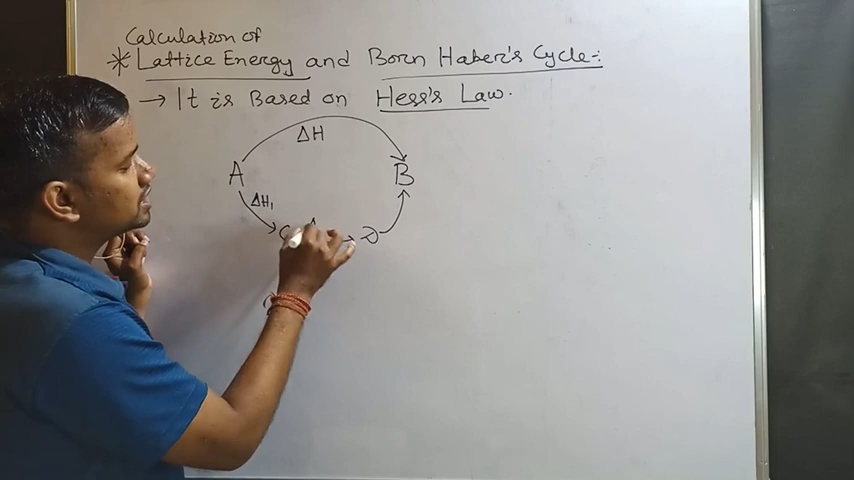 Calculation of
* Lattice Energy and Born Haber's Cycle-:
→ It is Based on Hess's Law.
ΔH
A B
ΔH₁
C D